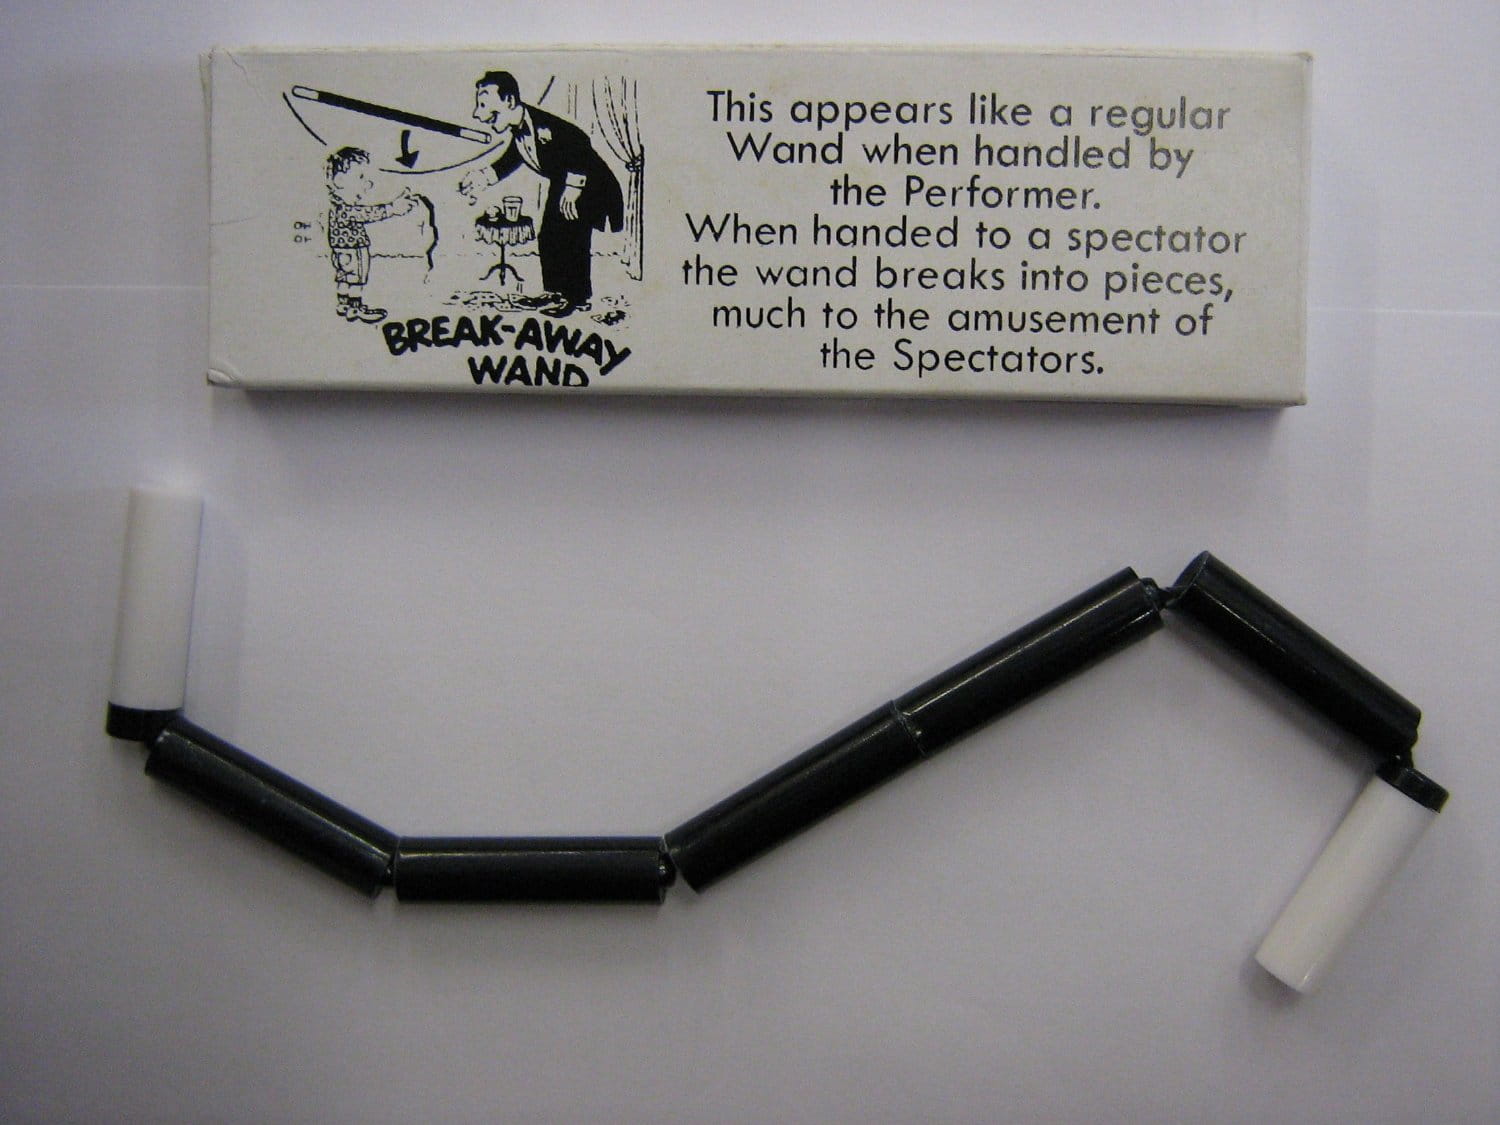 This appears like a regular
Wand when handled by
the Performer.
When handed to a spectator
the wand breaks into pieces,
much to the amusement of
the Spectators.
BREAK-AWAY
WAND